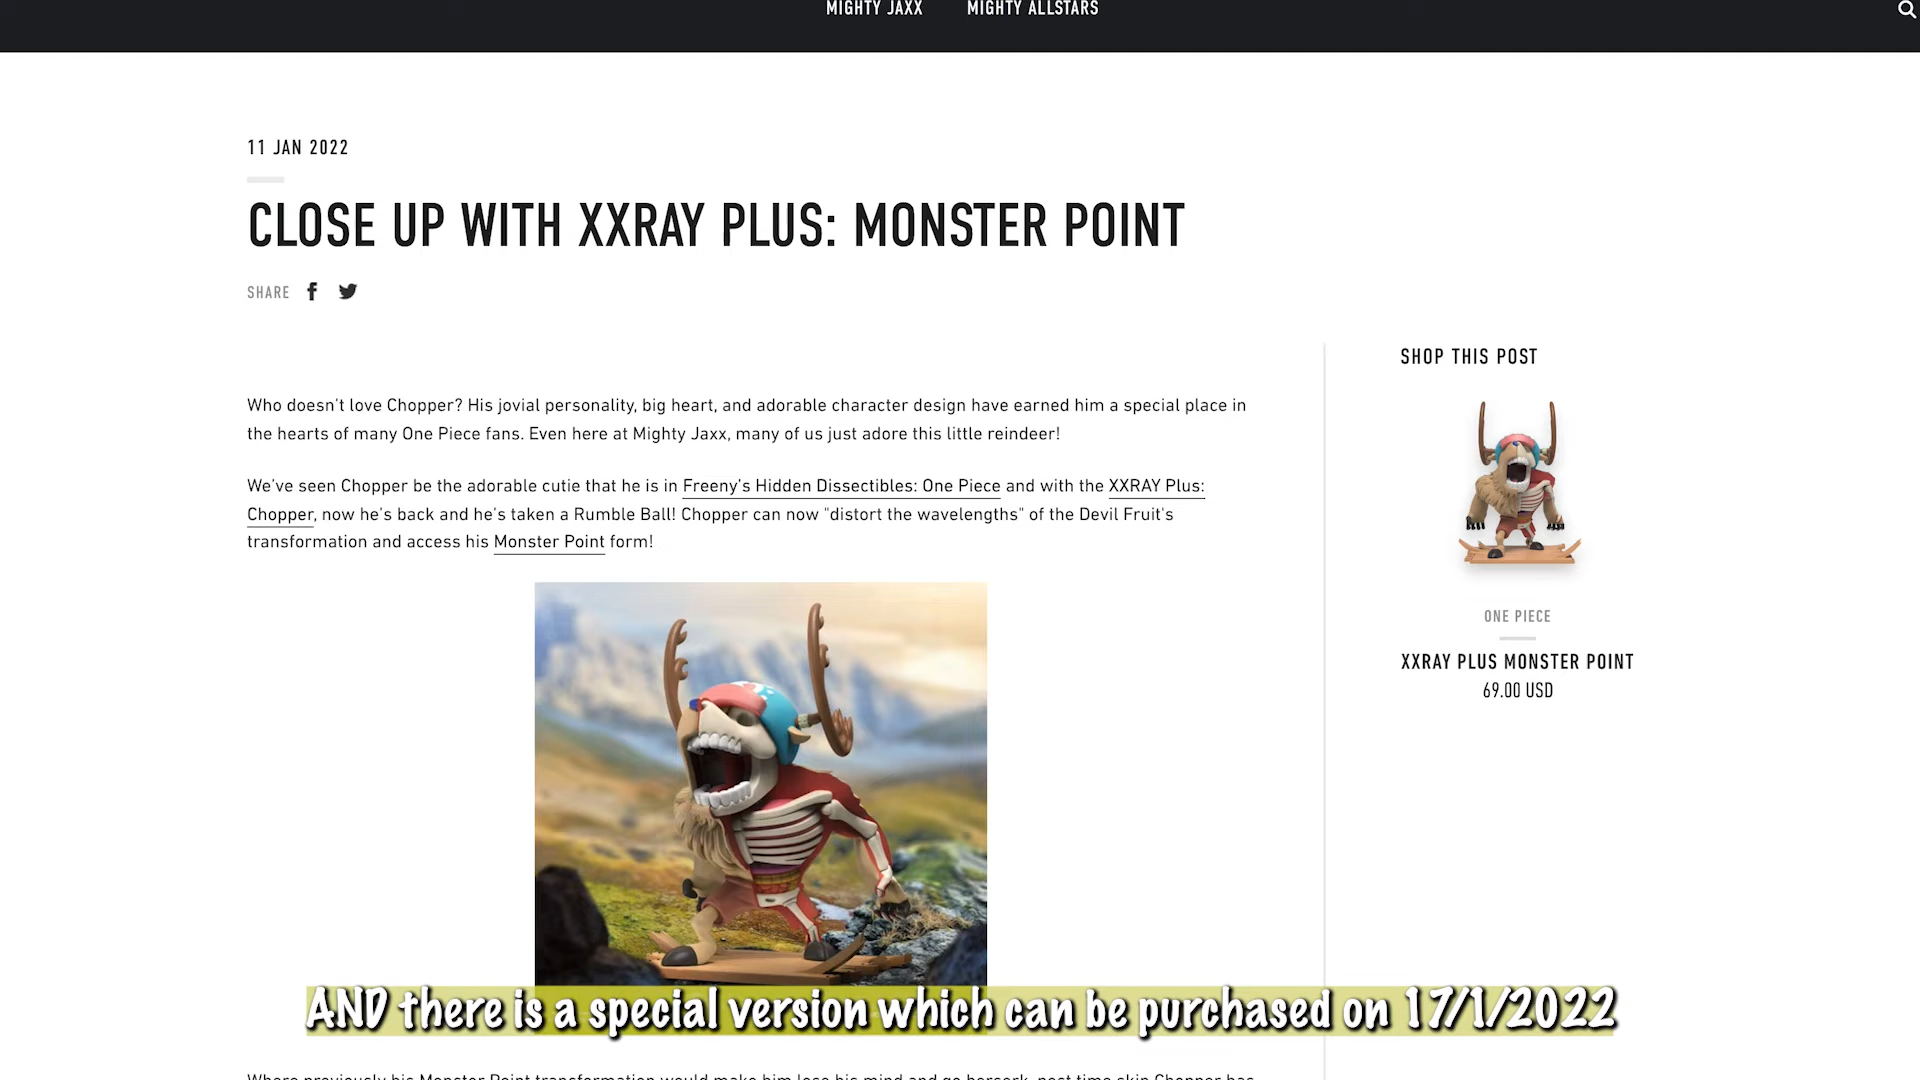 MIGHTY JAXX MIGHTY ALLSTARS
11 JAN 2022
CLOSE UP WITH XXRAY PLUS: MONSTER POINT
SHARE
Who doesn't love Chopper? His jovial personality, big heart, and adorable character design have earned him a special place in
the hearts of many One Piece fans. Even here at Mighty Jaxx, many of us just adore this little reindeer!
We've seen Chopper be the adorable cutie that he is in Freeny's Hidden Dissectibles: One Piece and with the XXRAY Plus:
Chopper, now he's back and he's taken a Rumble Ball! Chopper can now "distort the wavelengths" of the Devil Fruit's
transformation and access his Monster Point form!
SHOP THIS POST
ONE PIECE
XXRAY PLUS MONSTER POINT
69.00 USD
AND there is a special version which can be purchased on 17/1/2022
Where previously his Monster Point transformation would make him lose his mind and go berserk, post time-skip Chopper has